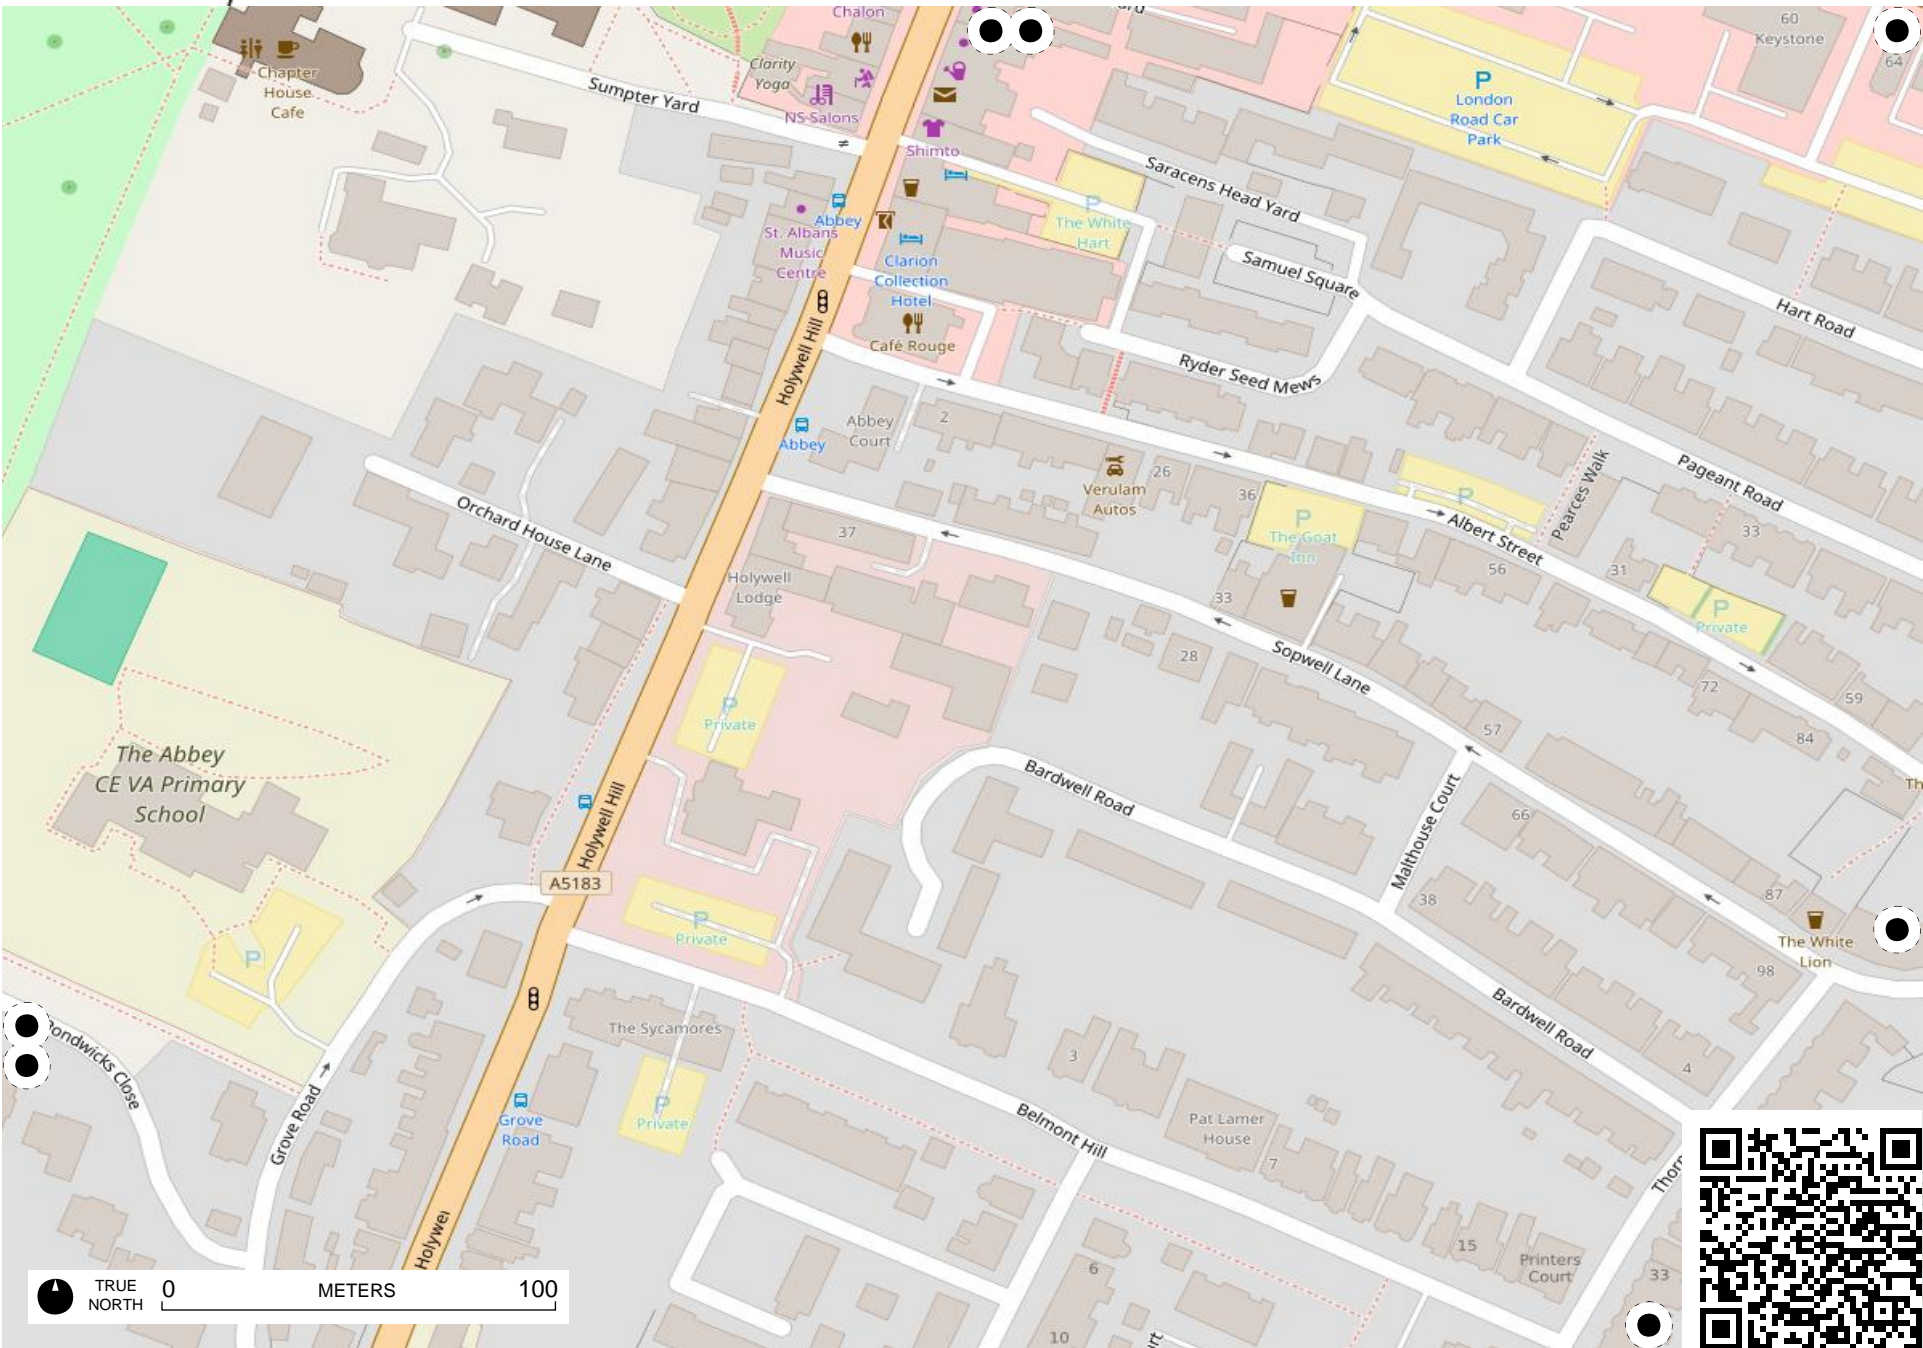 Chalon
60
Keystone
64
Clarity
Yoga
Chapter
House
Cafe
Sumpter Yard
NS Salons
London
Road Car
Park
Shimto
Saracens Head Yard
P
The White
Hart
Abbey
St. Albans
Music
Centre
Clarion
Collection
Hotel
Samuel Square
Hart Road
Café Rouge
Holywell Hill
Ryder Seed Mews
Abbey
Court
2
Abbey
Verulam
Autos
26
36
P
The Goat
Inn
P
Pearces Walk
Pageant Road
Albert Street
33
Orchard House Lane
37
Holywell
Lodge
33
56
31
P
Private
28
Sopwell Lane
72
59
P
Private
57
84
Th
The Abbey
CE VA Primary
School
Holywell Hill
Bardwell Road
Malthouse Court
66
A5183
38
87
The White
Lion
P
Private
P
98
Bardwell Road
The Sycamores
3
4
Pondwicks Close
Grove Road
Grove
Road
P
Private
Belmont Hill
Pat Lamer
House
7
Thorn
Holywel
15
Printers
Court
33
6
10
TRUE
NORTH
0 METERS 100